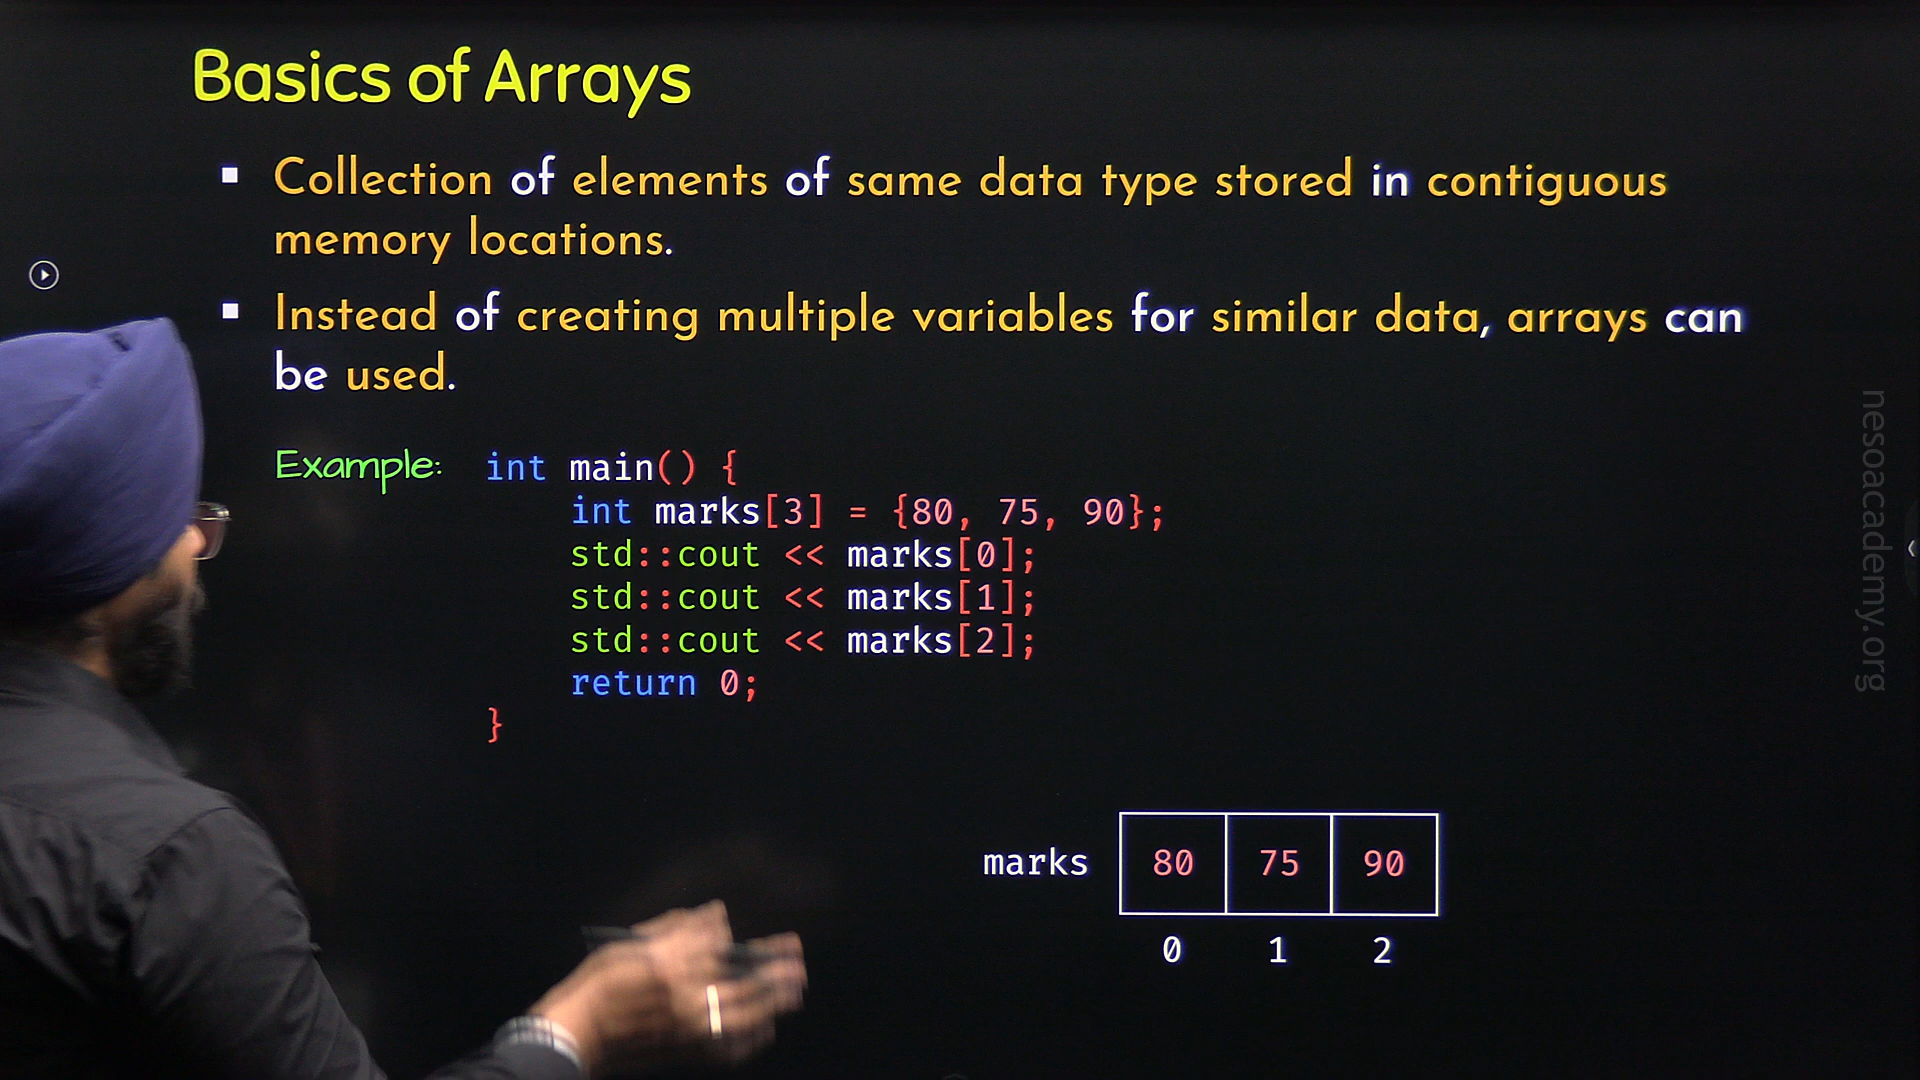 Basics of Arrays
▪ Collection of elements of same data type stored in contiguous
memory locations.
▪ Instead of creating multiple variables for similar data, arrays can
be used.
Example: int main() {
    int marks[3] = {80, 75, 90};
    std::cout << marks[0];
    std::cout << marks[1];
    std::cout << marks[2];
    return 0;
}
marks 80 75 90
0 1 2
nesoacademy.org